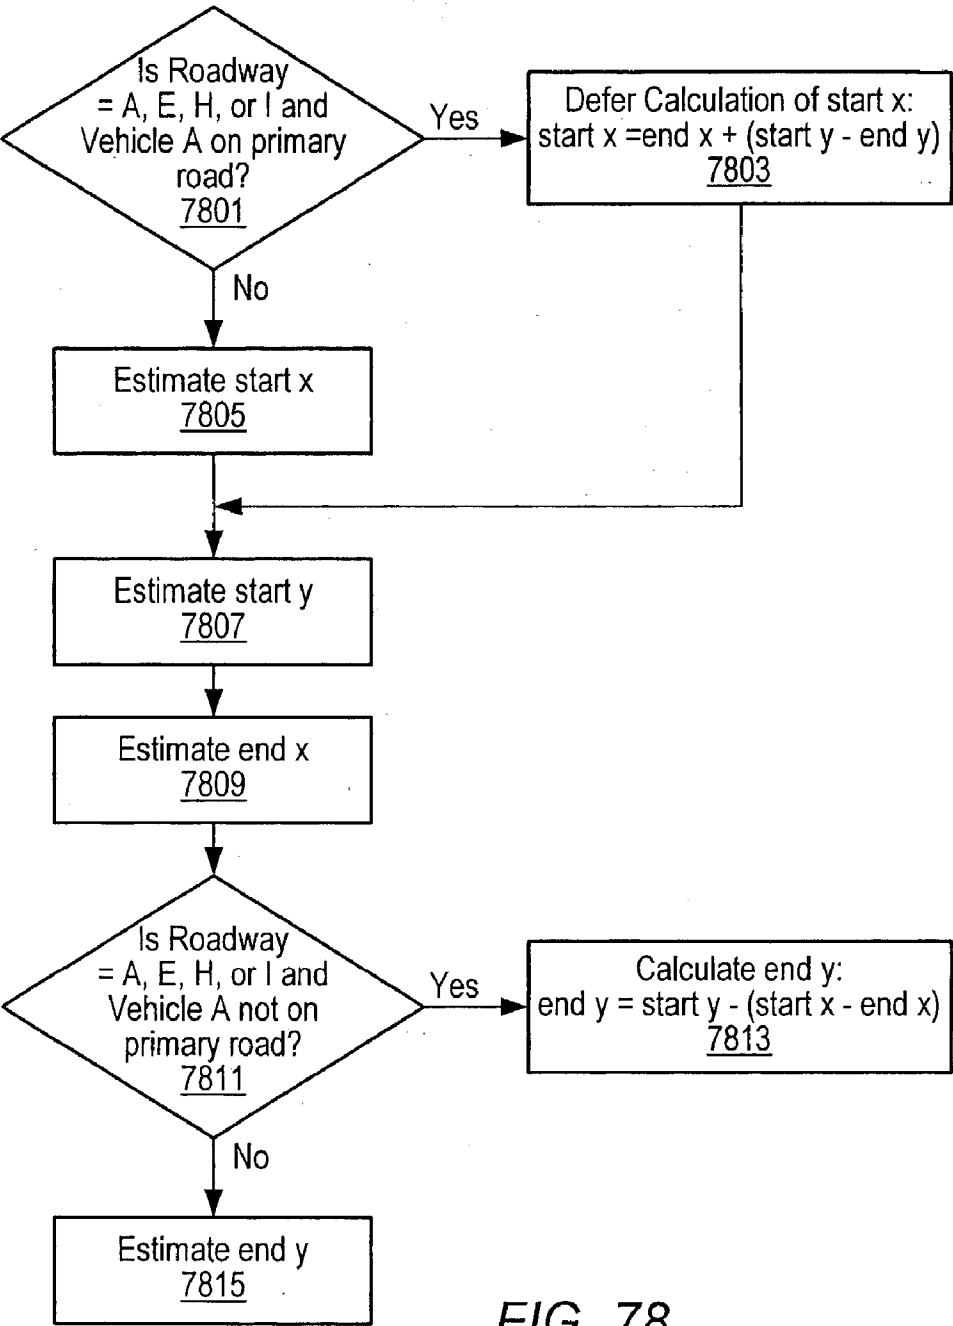 Is Roadway
= A, E, H, or I and
Vehicle A on primary
road?
7801
Yes
Defer Calculation of start x:
start x =end x + (start y - end y)
7803
No
Estimate start x
7805
Estimate start y
7807
Estimate end x
7809
Is Roadway
= A, E, H, or I and
Vehicle A not on
primary road?
7811
Yes
Calculate end y:
end y = start y - (start x - end x)
7813
No
Estimate end y
7815
FIG. 78